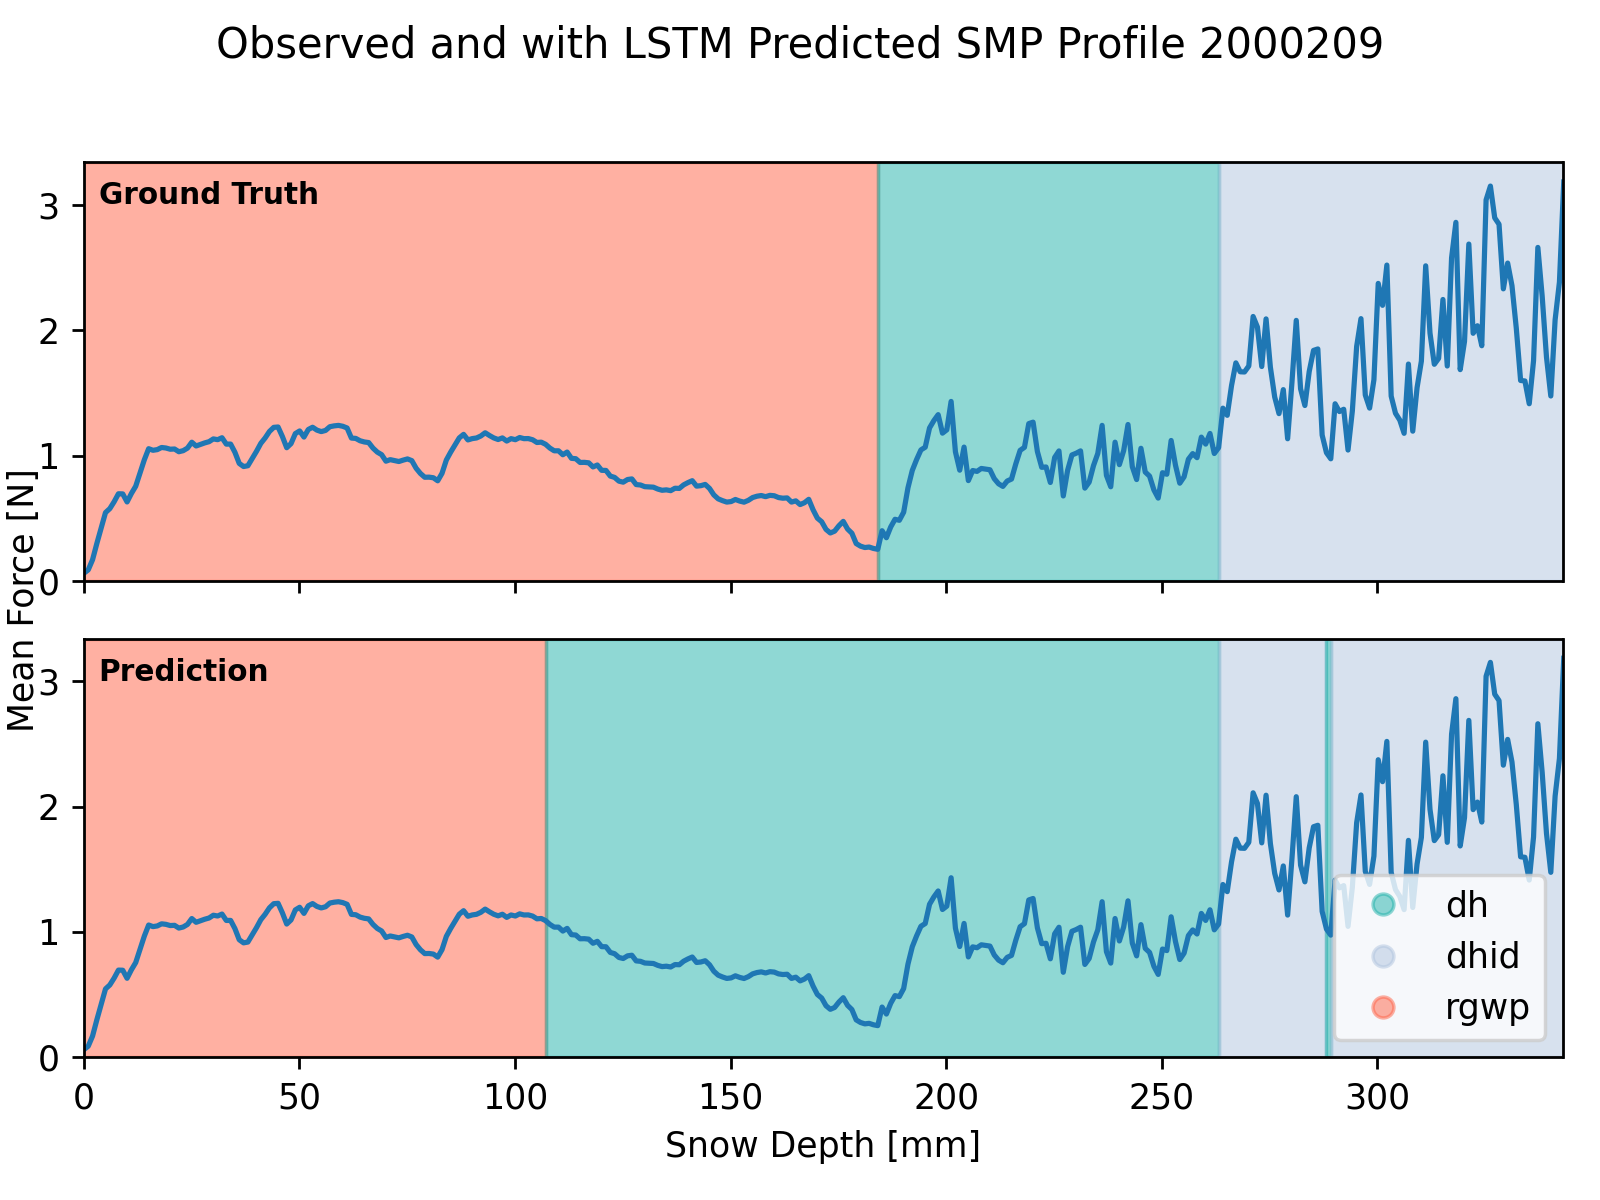 Observed and with LSTM Predicted SMP Profile 2000209
Ground Truth
3
2
1
0
Mean Force [N]
Prediction
3
2
1
0
dh
dhid
rgwp
0 50 100 150 200 250 300
Snow Depth [mm]